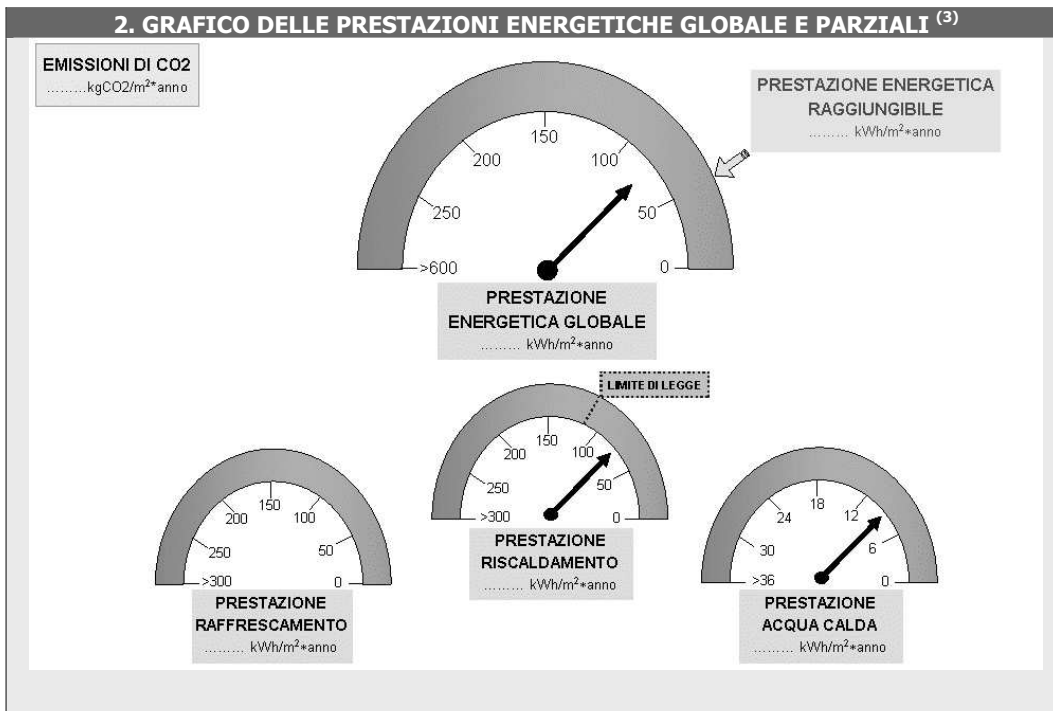 2. GRAFICO DELLE PRESTAZIONI ENERGETICHE GLOBALE E PARZIALI (3)
EMISSIONI DI CO2
.........kgCO2/m²*anno
PRESTAZIONE ENERGETICA
RAGGIUNGIBILE
......... kWh/m²*anno
150
200
100
250
50
>600
0
PRESTAZIONE
ENERGETICA GLOBALE
......... kWh/m²*anno
LIMITE DI LEGGE
150
200
100
250
50
>300
0
PRESTAZIONE
RISCALDAMENTO
......... kWh/m²*anno
150
200
100
250
50
>300
0
PRESTAZIONE
RAFFRESCAMENTO
......... kWh/m²*anno
18
24
12
30
6
>36
0
PRESTAZIONE
ACQUA CALDA
......... kWh/m²*anno